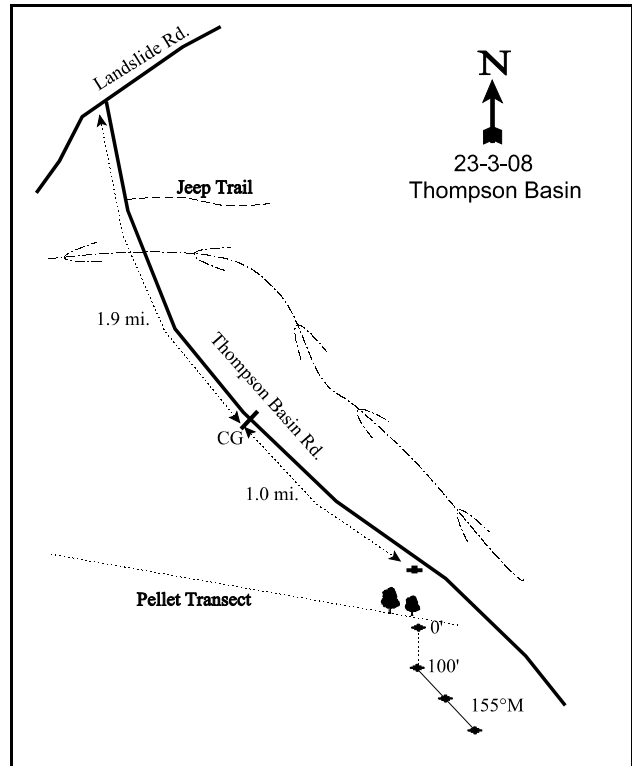 Landslide Rd.
N
23-3-08
Thompson Basin
Jeep Trail
1.9 mi.
Thompson Basin Rd.
CG
1.0 mi.
Pellet Transect
0'
100'
155°M